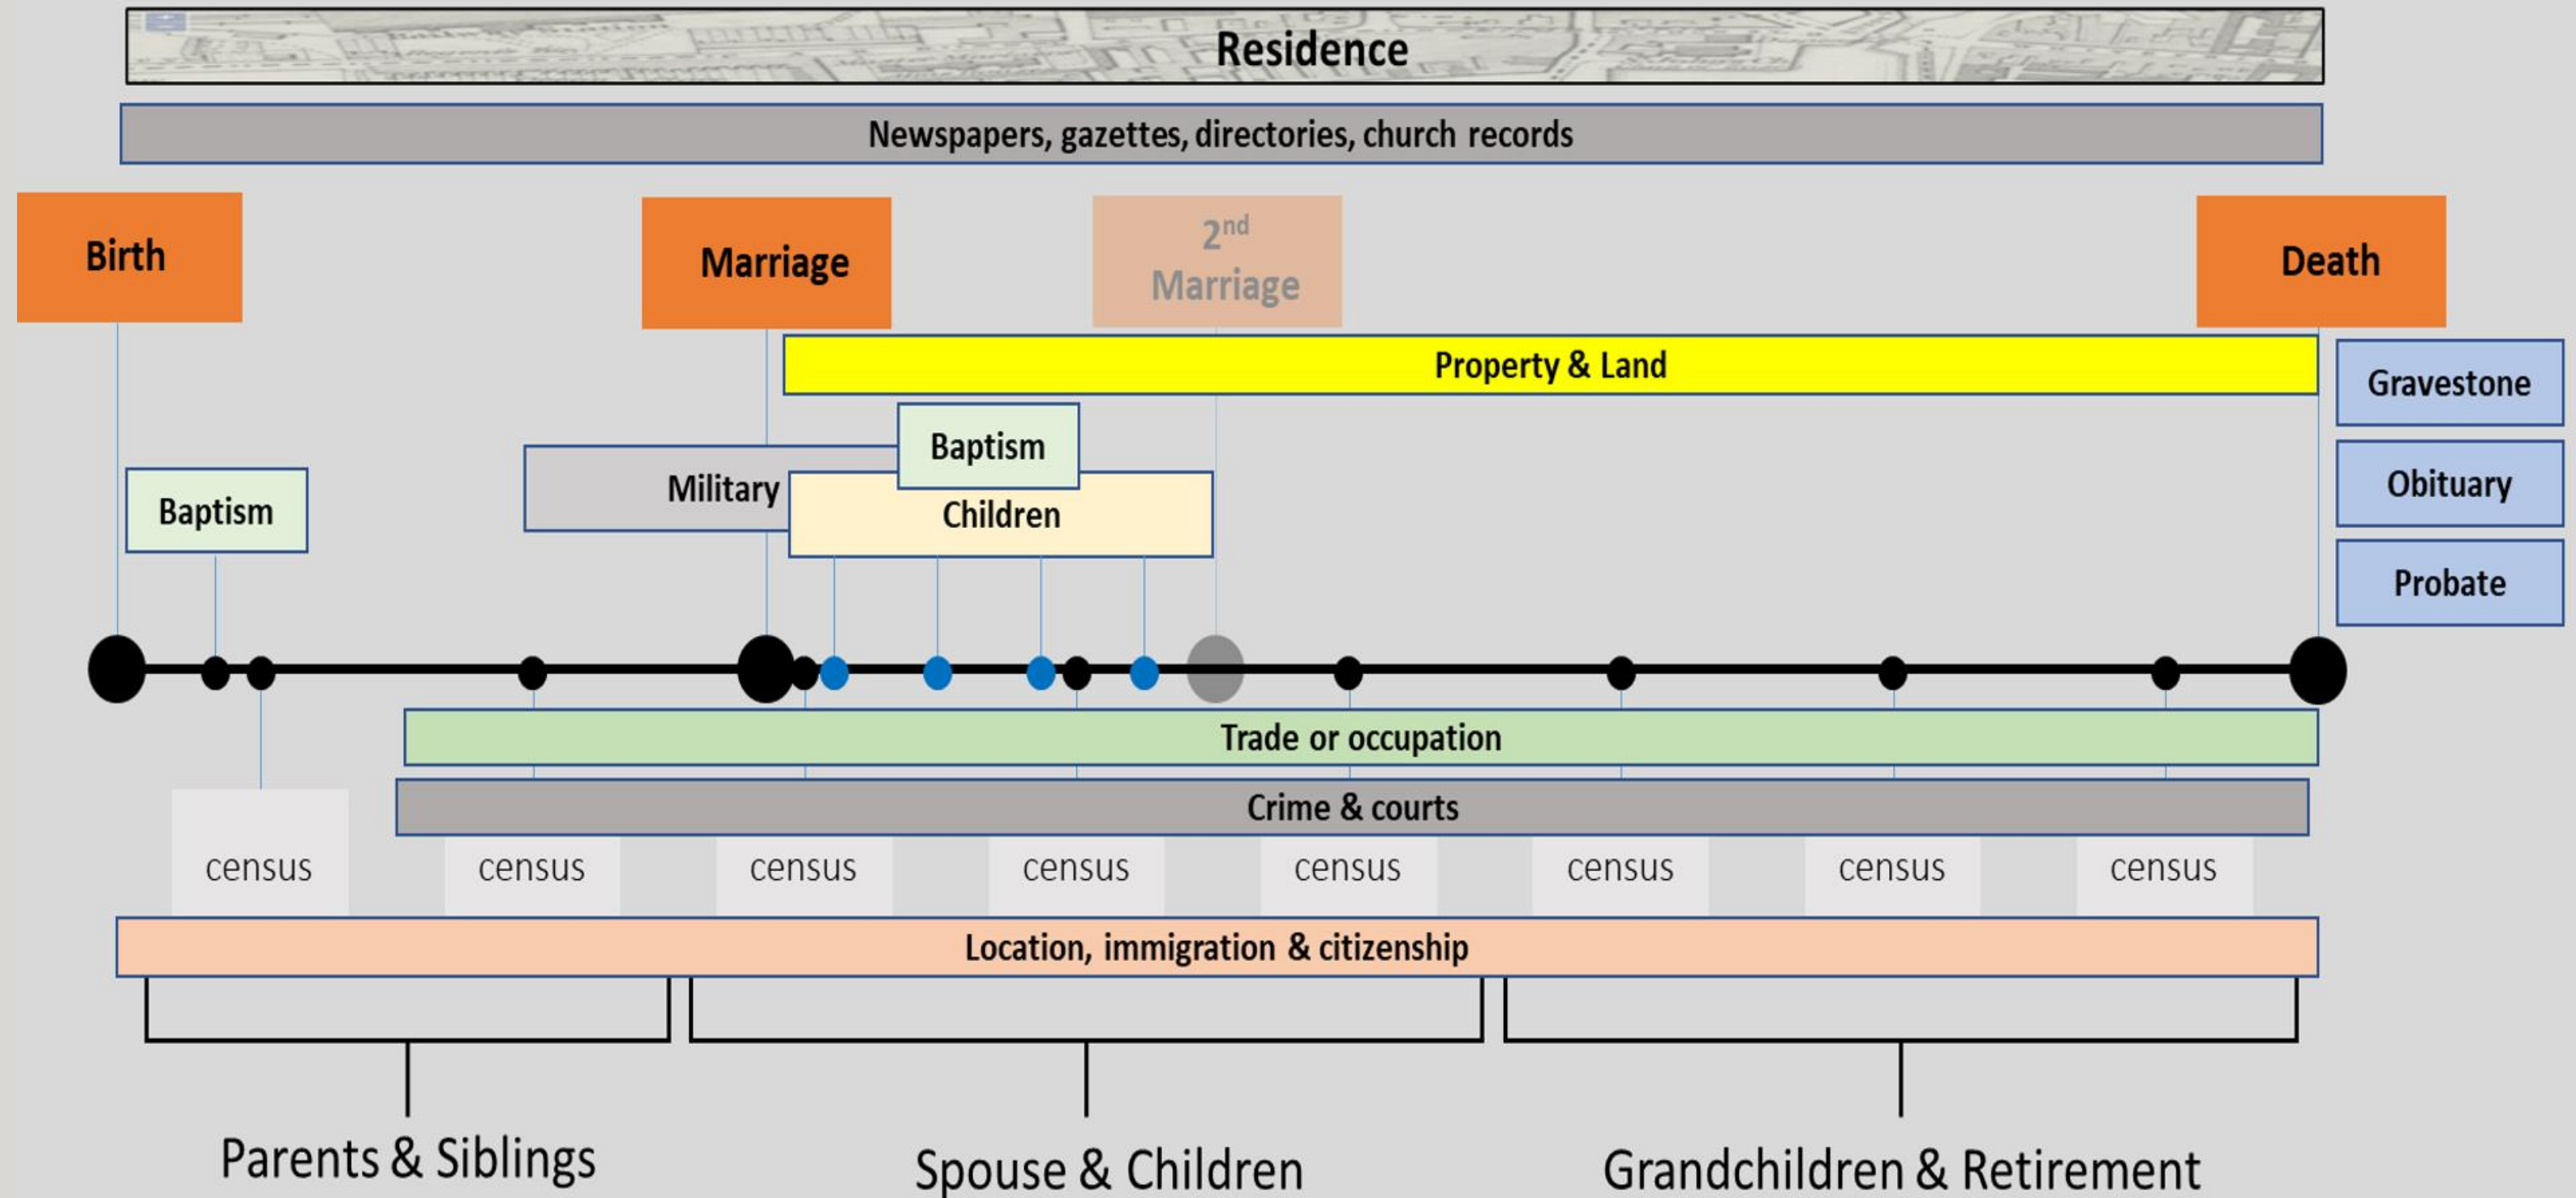 Residence
Newspapers, gazettes, directories, church records
Birth
Marriage
2nd
Marriage
Death
Property & Land
Gravestone
Baptism
Obituary
Military
Baptism
Children
Probate
Trade or occupation
Crime & courts
census
census
census
census
census
census
census
census
Location, immigration & citizenship
Parents & Siblings
Spouse & Children
Grandchildren & Retirement